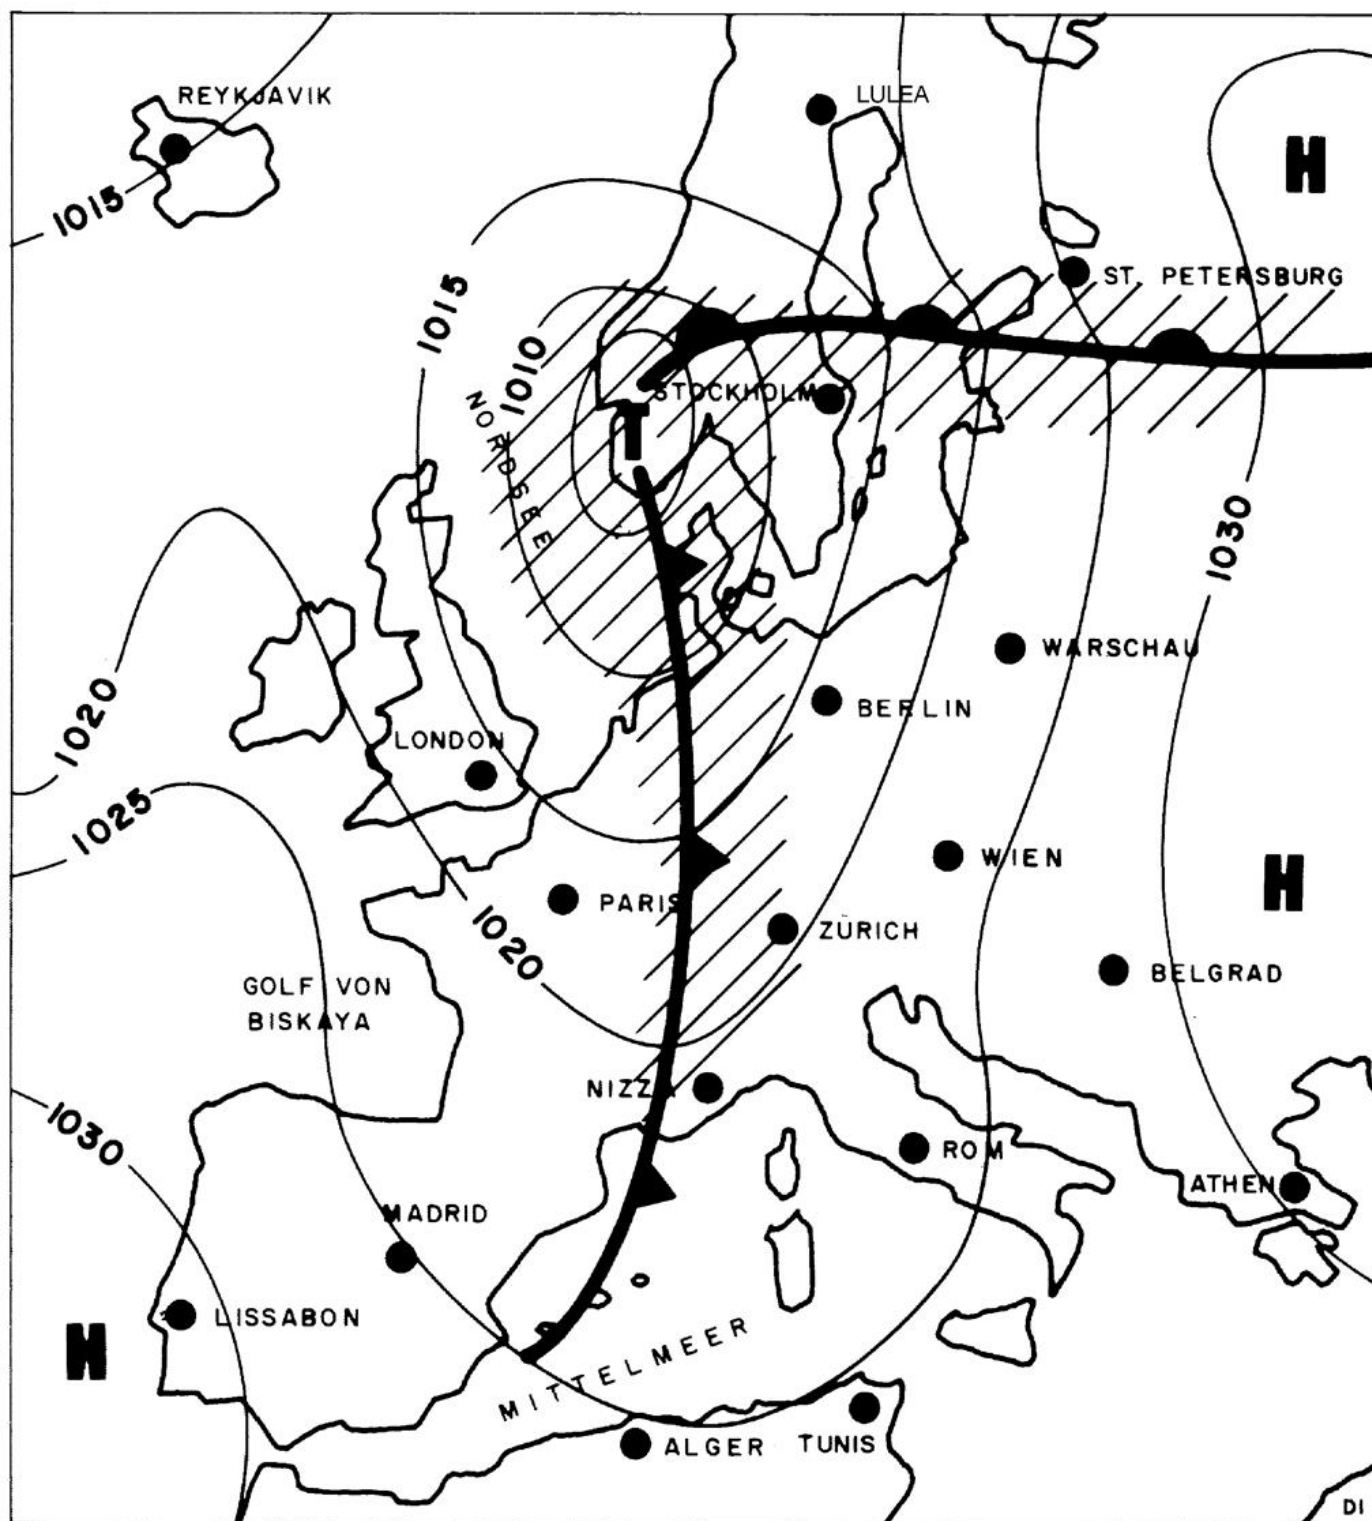 REYKJAVIK
LULEA
1015
H
ST. PETERSBURG
1015
1010
STOCKHOLM
NORDSEE
T
1030
WARSCHAU
1020
BERLIN
LONDON
1025
WIEN
H
PARIS
1020
ZÜRICH
GOLF VON
BISKAYA
BELGRAD
NIZZA
1030
ROM
ATHEN
MADRID
LISSABON
H
MITTELMEER
ALGER
TUNIS
DI